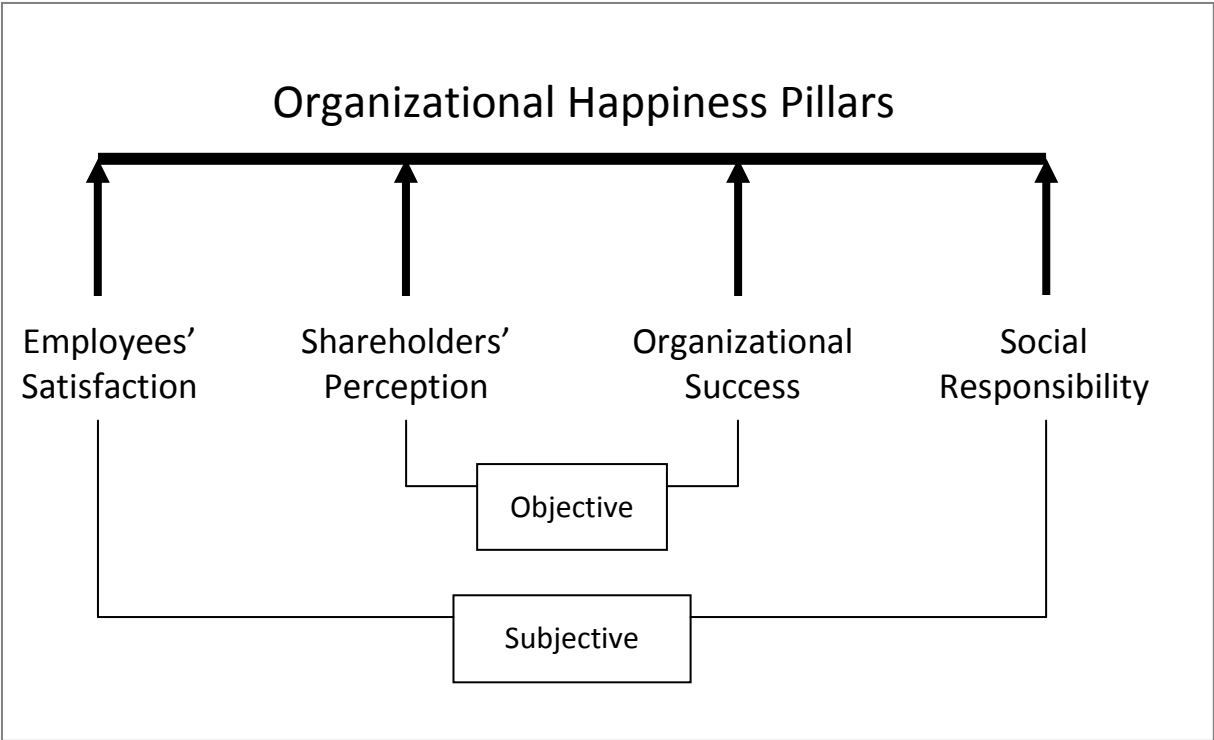 Organizational Happiness Pillars
Employees’
Satisfaction
Shareholders’
Perception
Organizational
Success
Social
Responsibility
Objective
Subjective